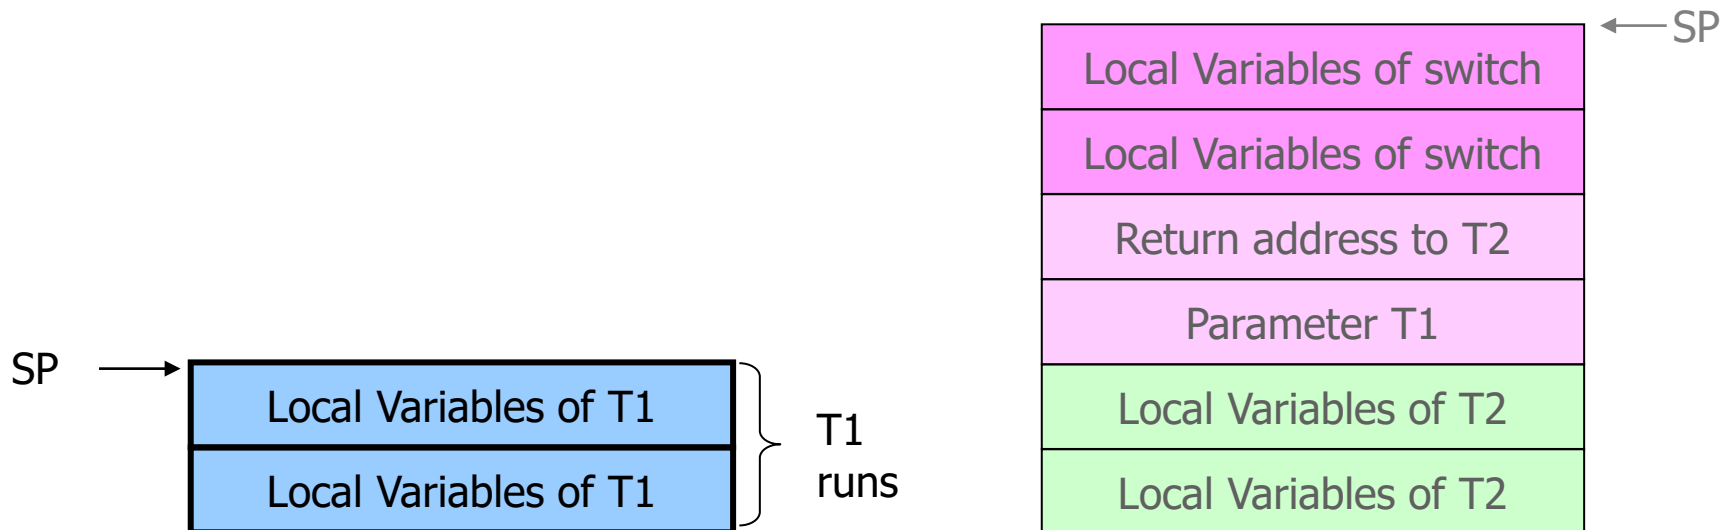 SP
Local Variables of switch
Local Variables of switch
Return address to T2
Parameter T1
SP
Local Variables of T1
T1
runs
Local Variables of T2
Local Variables of T1
Local Variables of T2